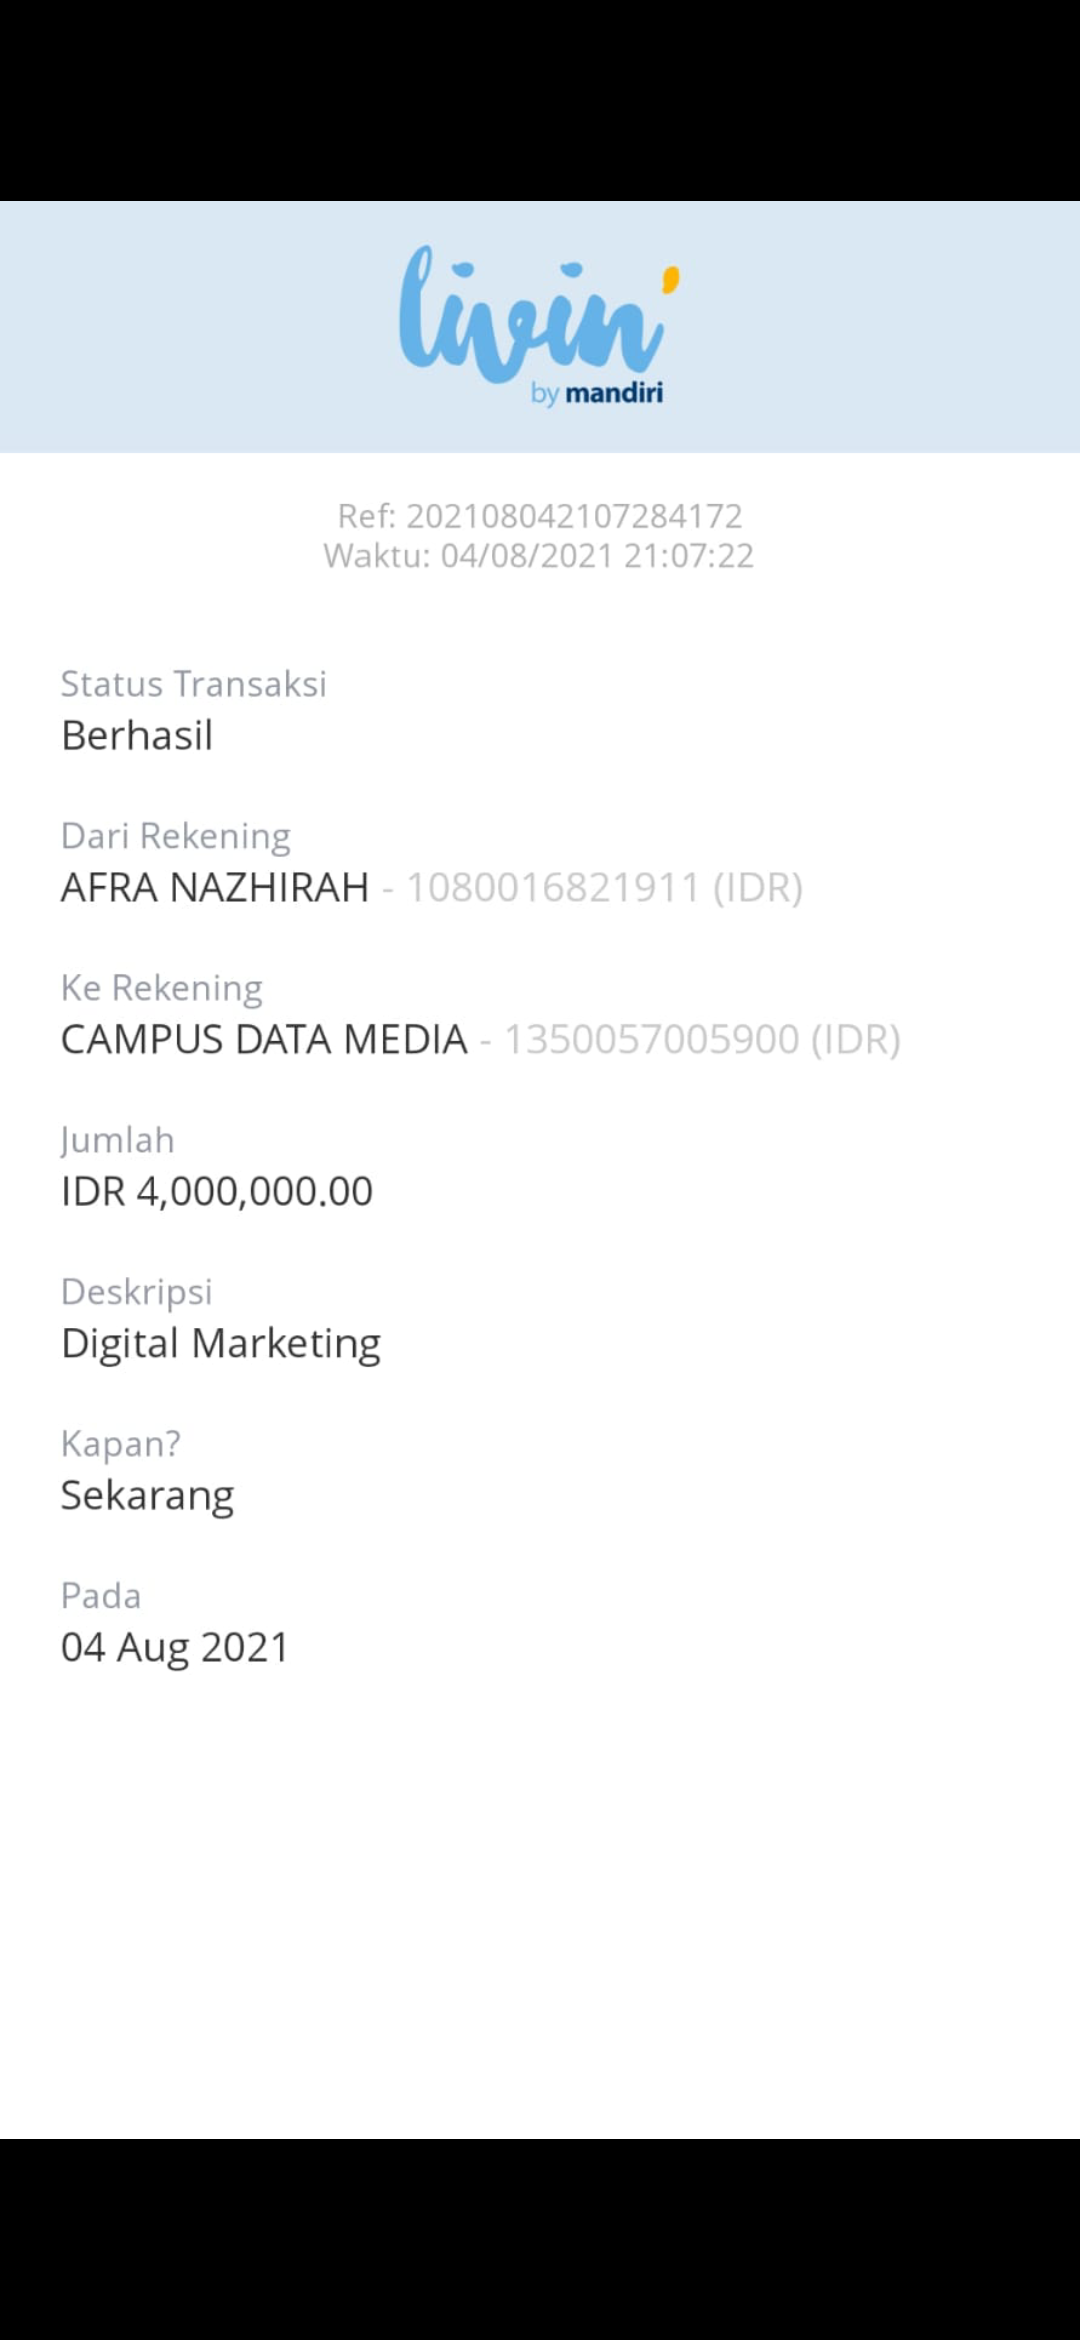 livin'
by mandiri
Ref: 202108042107284172
Waktu: 04/08/2021 21:07:22
Status Transaksi
Berhasil
Dari Rekening
AFRA NAZHIRAH - 1080016821911 (IDR)
Ke Rekening
CAMPUS DATA MEDIA - 1350057005900 (IDR)
Jumlah
IDR 4,000,000.00
Deskripsi
Digital Marketing
Kapan?
Sekarang
Pada
04 Aug 2021